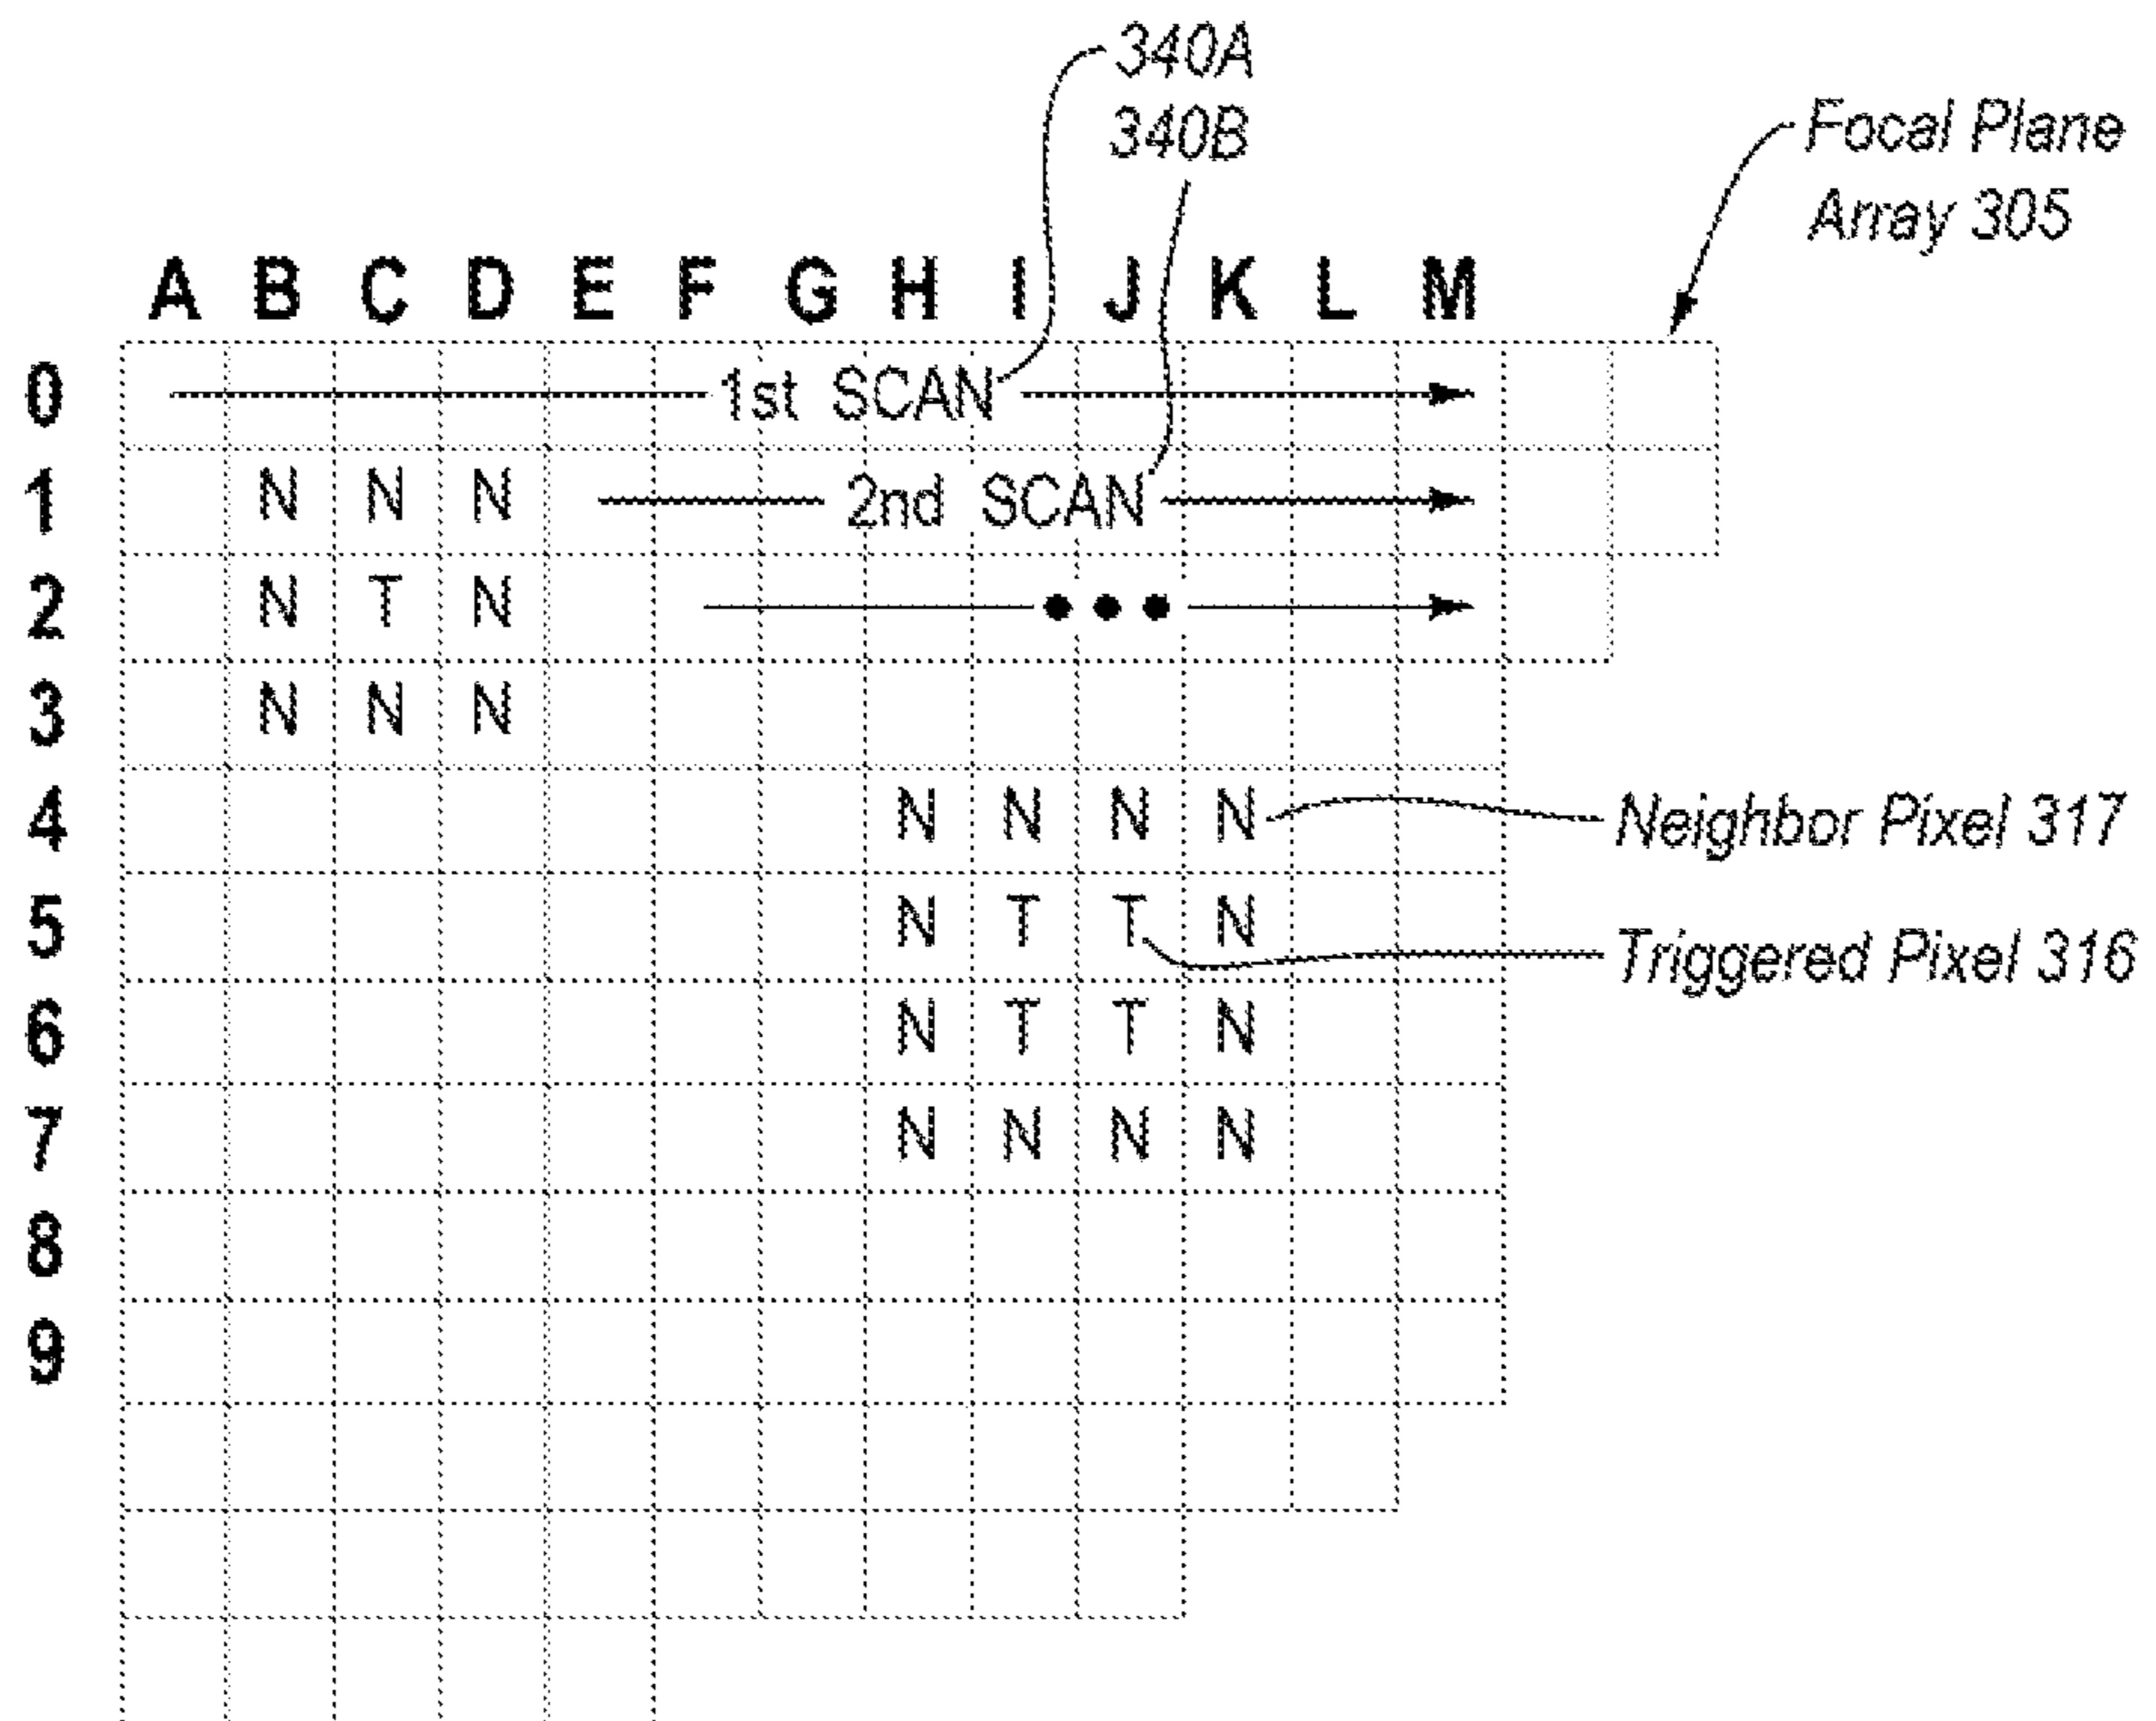 340A
340B
Focal Plane
Array 305
A B C D E F G H I J K L M
0 1st SCAN
1 N N N 2nd SCAN
2 N T N •••
3 N N N
4 N N N N Neighbor Pixel 317
5 N T T N
Triggered Pixel 316
6 N T T N
7 N N N N
8
9